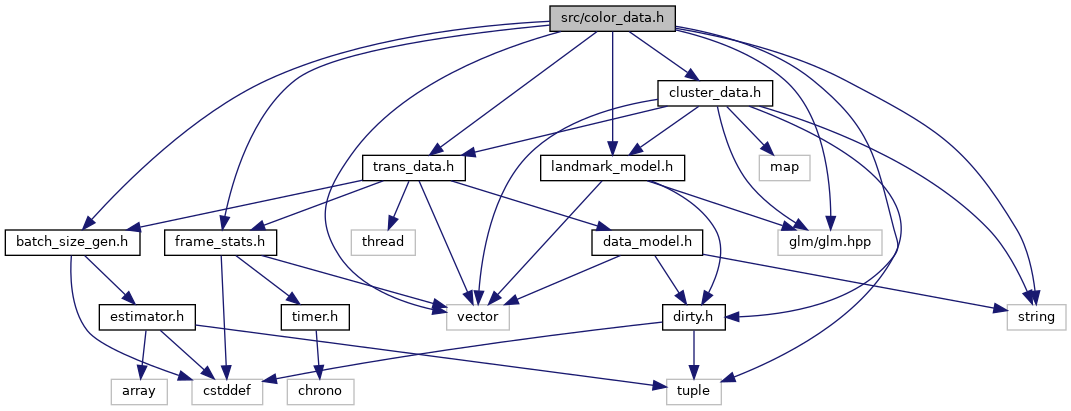 src/color_data.h
cluster_data.h
trans_data.h
landmark_model.h
map
batch_size_gen.h
frame_stats.h
thread
data_model.h
glm/glm.hpp
estimator.h
timer.h
vector
dirty.h
string
array
cstddef
chrono
tuple